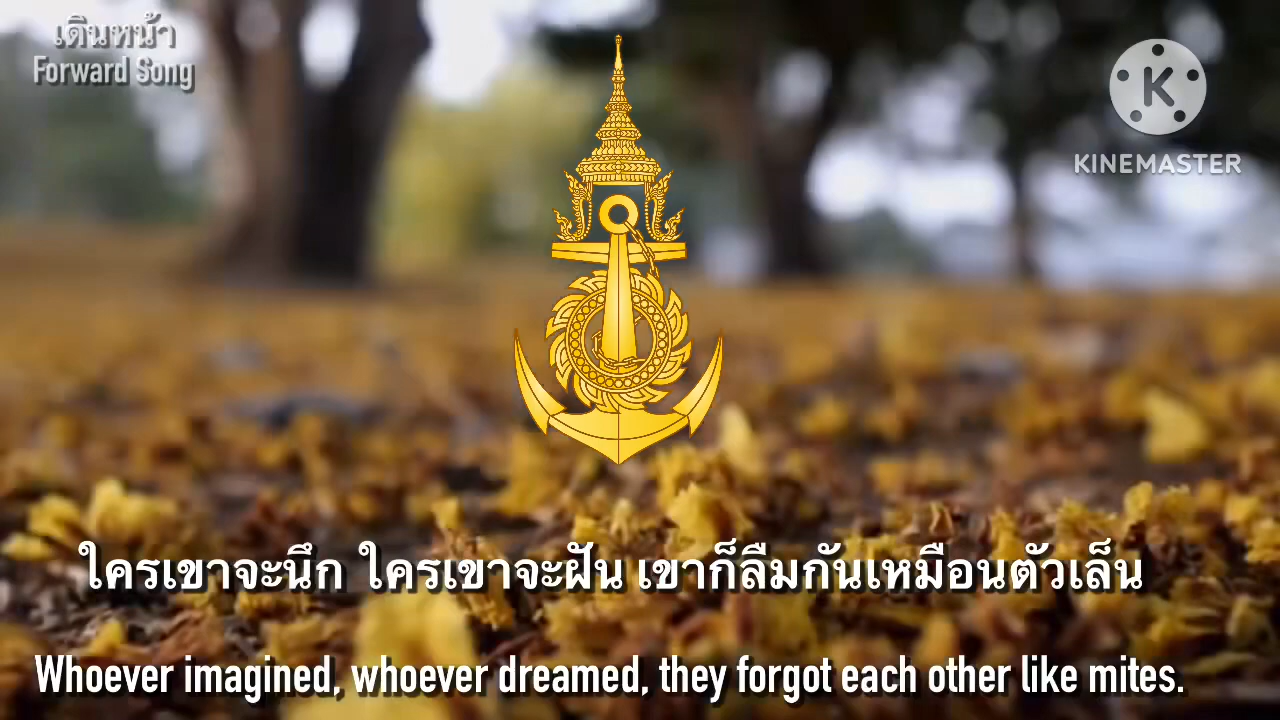 เดินหน้า
Forward Song
K
KINEMASTER
ใครเขาจะนึก ใครเขาจะฝัน เขาก็ลืมกันเหมือนตัวเล็น
Whoever imagined, whoever dreamed, they forgot each other like mites.